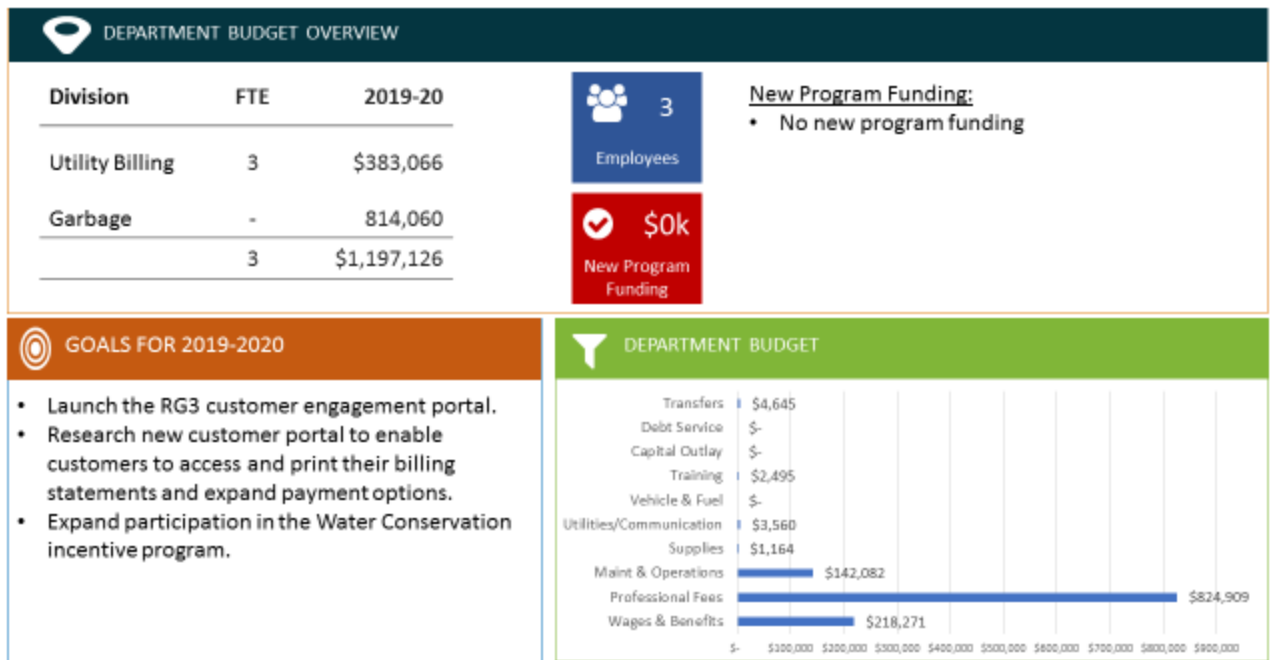 DEPARTMENT BUDGET OVERVIEW
Division FTE 2019-20
Utility Billing 3 $383,066
Garbage - 814,060
3 $1,197,126
3
Employees
$0k
New Program
Funding
New Program Funding:
• No new program funding
GOALS FOR 2019-2020
• Launch the RG3 customer engagement portal.
• Research new customer portal to enable
customers to access and print their billing
statements and expand payment options.
• Expand participation in the Water Conservation
incentive program.
DEPARTMENT BUDGET
Transfers $4,645
Debt Service $-
Capital Outlay $-
Training $2,495
Vehicle & Fuel $-
Utilities/Communication $3,560
Supplies $1,164
Maint & Operations $142,082
Professional Fees $824,909
Wages & Benefits $218,271
$- $100,000 $200,000 $300,000 $400,000 $500,000 $600,000 $700,000 $800,000 $900,000